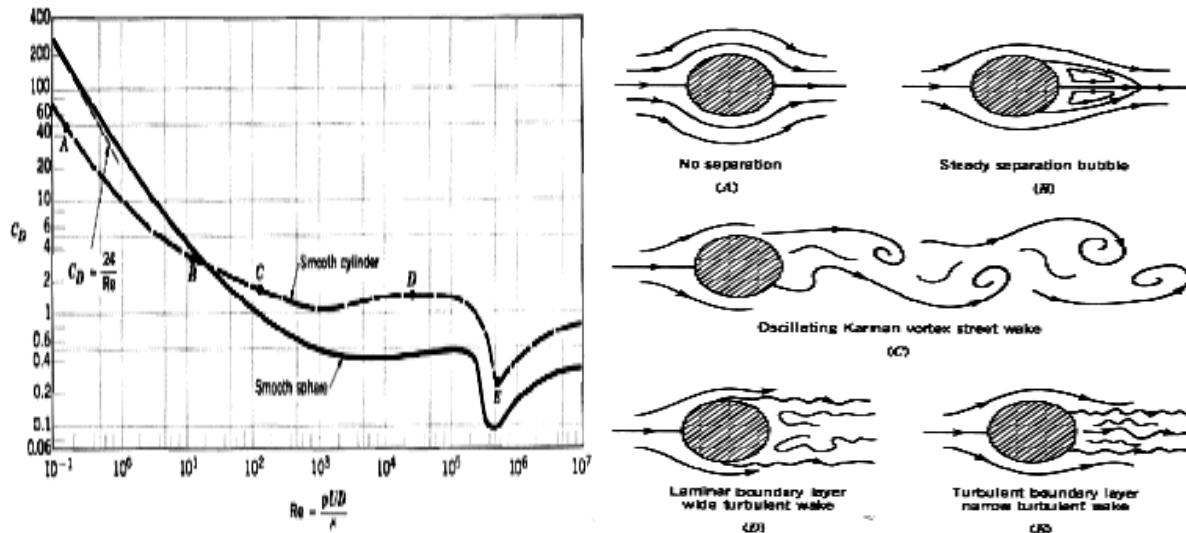 400
200
100
60
40
20
10
C_D
6
4
2
1
0.6
0.4
0.2
0.1
0.06
A
B
C
D
E
C_D = 24/Re
Smooth cylinder
Smooth sphere
10^-1 10^0 10^1 10^2 10^3 10^4 10^5 10^6 10^7
Re = ρUD/μ
No separation
(A)
Steady separation bubble
(B)
Oscillating Karman vortex street wake
(C)
Laminar boundary layer
wide turbulent wake
(D)
Turbulent boundary layer
narrow turbulent wake
(E)